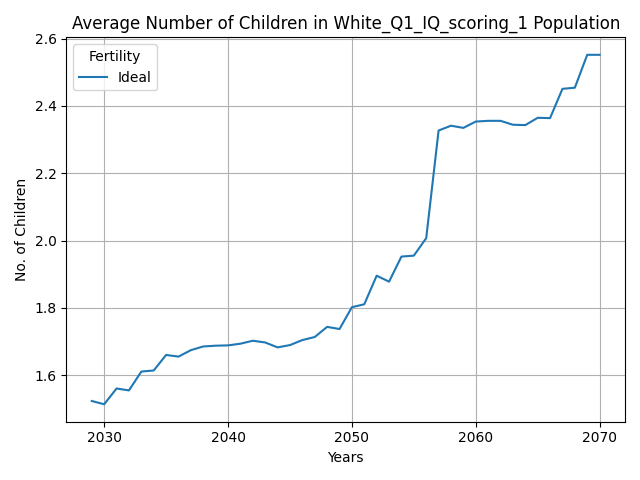 Average Number of Children in White_Q1_IQ_scoring_1 Population
Fertility
Ideal
No. of Children
2.6
2.4
2.2
2.0
1.8
1.6
2030
2040
2050
2060
2070
Years